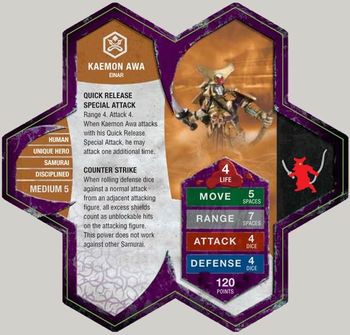 KAEMON AWA
EINAR
QUICK RELEASE
SPECIAL ATTACK
Range 4. Attack 4.
When Kaemon Awa attacks
with his Quick Release
Special Attack, he may
attack one additional time.
COUNTER STRIKE
When rolling defense dice
against a normal attack
from an adjacent attacking
figure, all excess shields
count as unblockable hits
on the attacking figure.
This power does not work
against other Samurai.
HUMAN
UNIQUE HERO
SAMURAI
DISCIPLINED
MEDIUM 5
4
LIFE
MOVE 5
SPACES
RANGE 7
SPACES
ATTACK 4
DICE
DEFENSE 4
DICE
120
POINTS